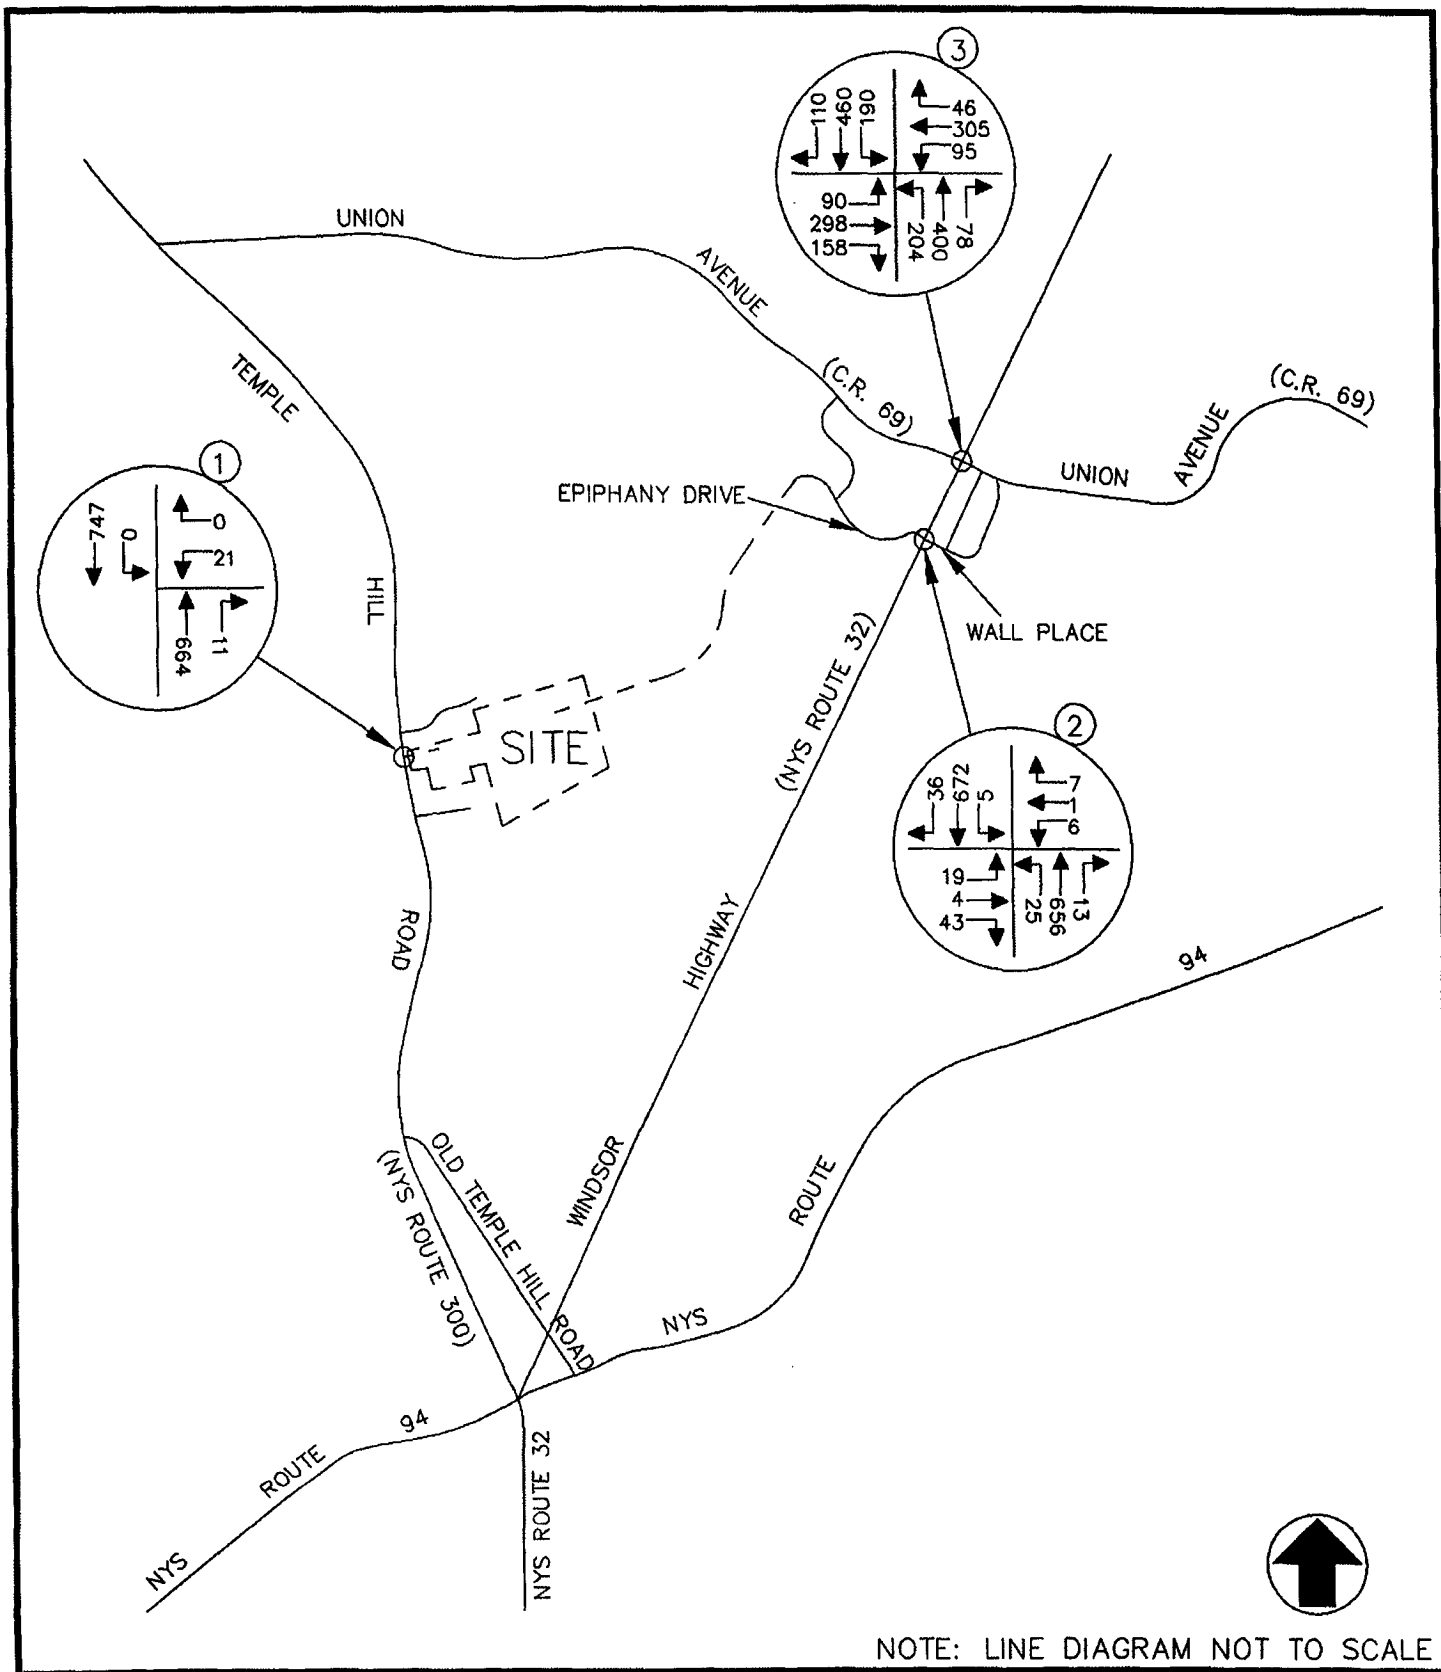 3
110
460
190
46
305
95
90
298
158
204
400
78
UNION
AVENUE
(C.R. 69)
(C.R. 69)
TEMPLE
UNION
AVENUE
1
747
0
0
21
664
11
EPIPHANY DRIVE
HILL
WALL PLACE
(NYS ROUTE 32)
SITE
2
36
672
5
7
1
6
19
4
43
25
656
13
ROAD
HIGHWAY
94
OLD TEMPLE HILL ROAD
(NYS ROUTE 300)
WINDSOR
ROUTE
NYS
94
ROUTE
NYS
NYS ROUTE 32
NOTE: LINE DIAGRAM NOT TO SCALE